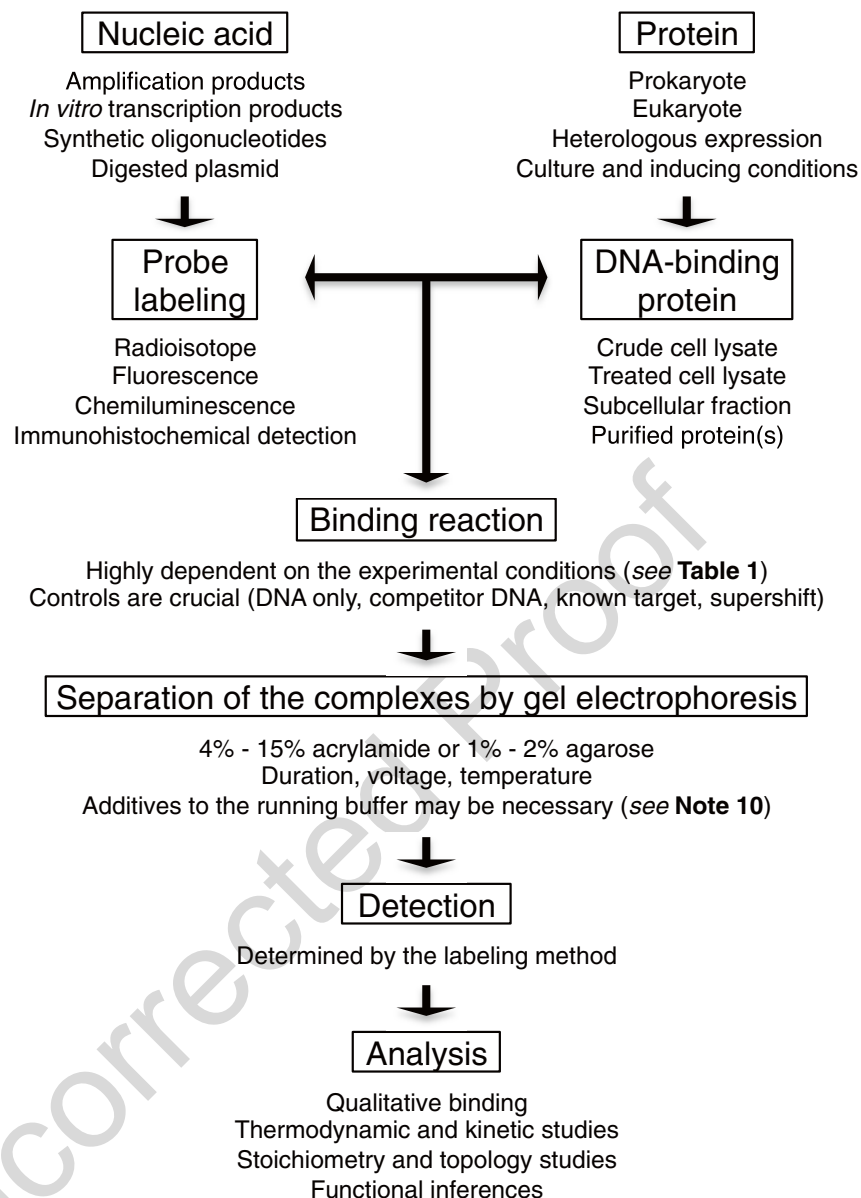 Nucleic acid
Amplification products
In vitro transcription products
Synthetic oligonucleotides
Digested plasmid
Protein
Prokaryote
Eukaryote
Heterologous expression
Culture and inducing conditions
Probe
labeling
Radioisotope
Fluorescence
Chemiluminescence
Immunohistochemical detection
DNA-binding
protein
Crude cell lysate
Treated cell lysate
Subcellular fraction
Purified protein(s)
Binding reaction
Highly dependent on the experimental conditions (see Table 1)
Controls are crucial (DNA only, competitor DNA, known target, supershift)
Separation of the complexes by gel electrophoresis
4% - 15% acrylamide or 1% - 2% agarose
Duration, voltage, temperature
Additives to the running buffer may be necessary (see Note 10)
Detection
Determined by the labeling method
Analysis
Qualitative binding
Thermodynamic and kinetic studies
Stoichiometry and topology studies
Functional inferences
corrected Proof